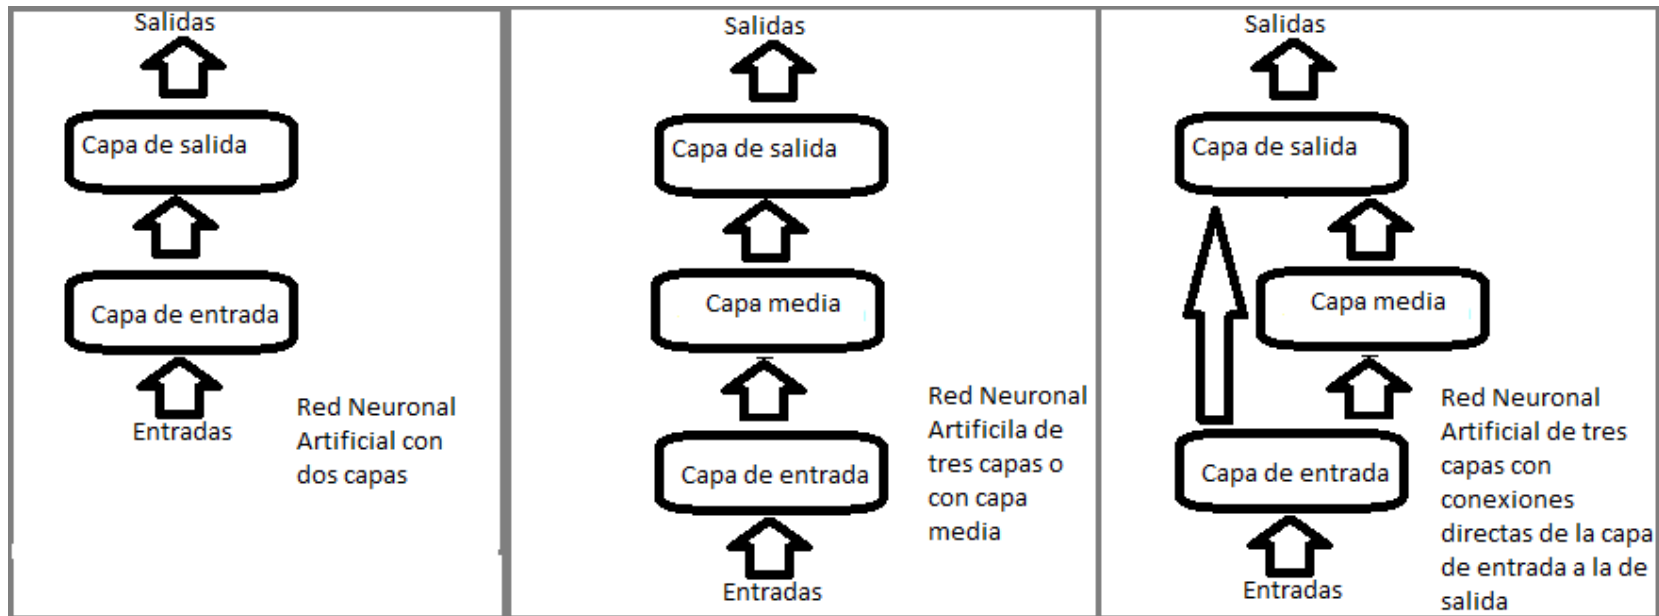 Salidas
Capa de salida
Capa de entrada
Entradas
Red Neuronal
Artificial con
dos capas
Salidas
Capa de salida
Capa media
Capa de entrada
Entradas
Red Neuronal
Artificila de
tres capas o
con capa
media
Salidas
Capa de salida
Capa media
Capa de entrada
Entradas
Red Neuronal
Artificial de tres
capas con
conexiones
directas de la capa
de entrada a la de
salida